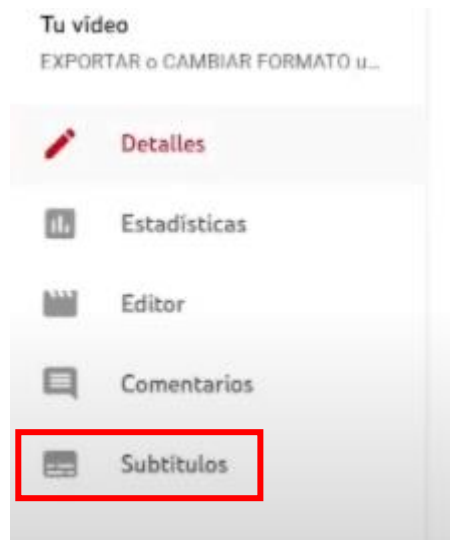 Tu video
EXPORTAR o CAMBIAR FORMATO u...
Detalles
Estadísticas
Editor
Comentarios
Subtítulos